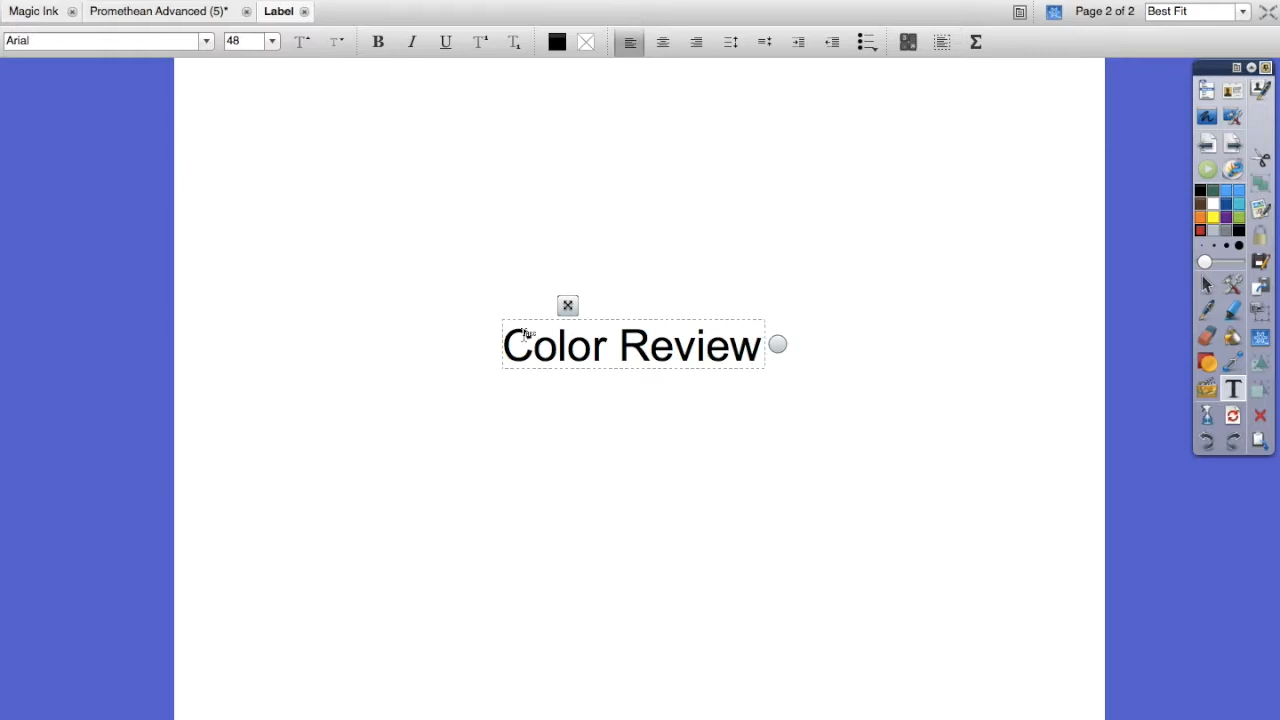 Magic Ink
Promethean Advanced (5)*
Label
Page 2 of 2
Best Fit
Arial
48
B
I
U
Color Review
T